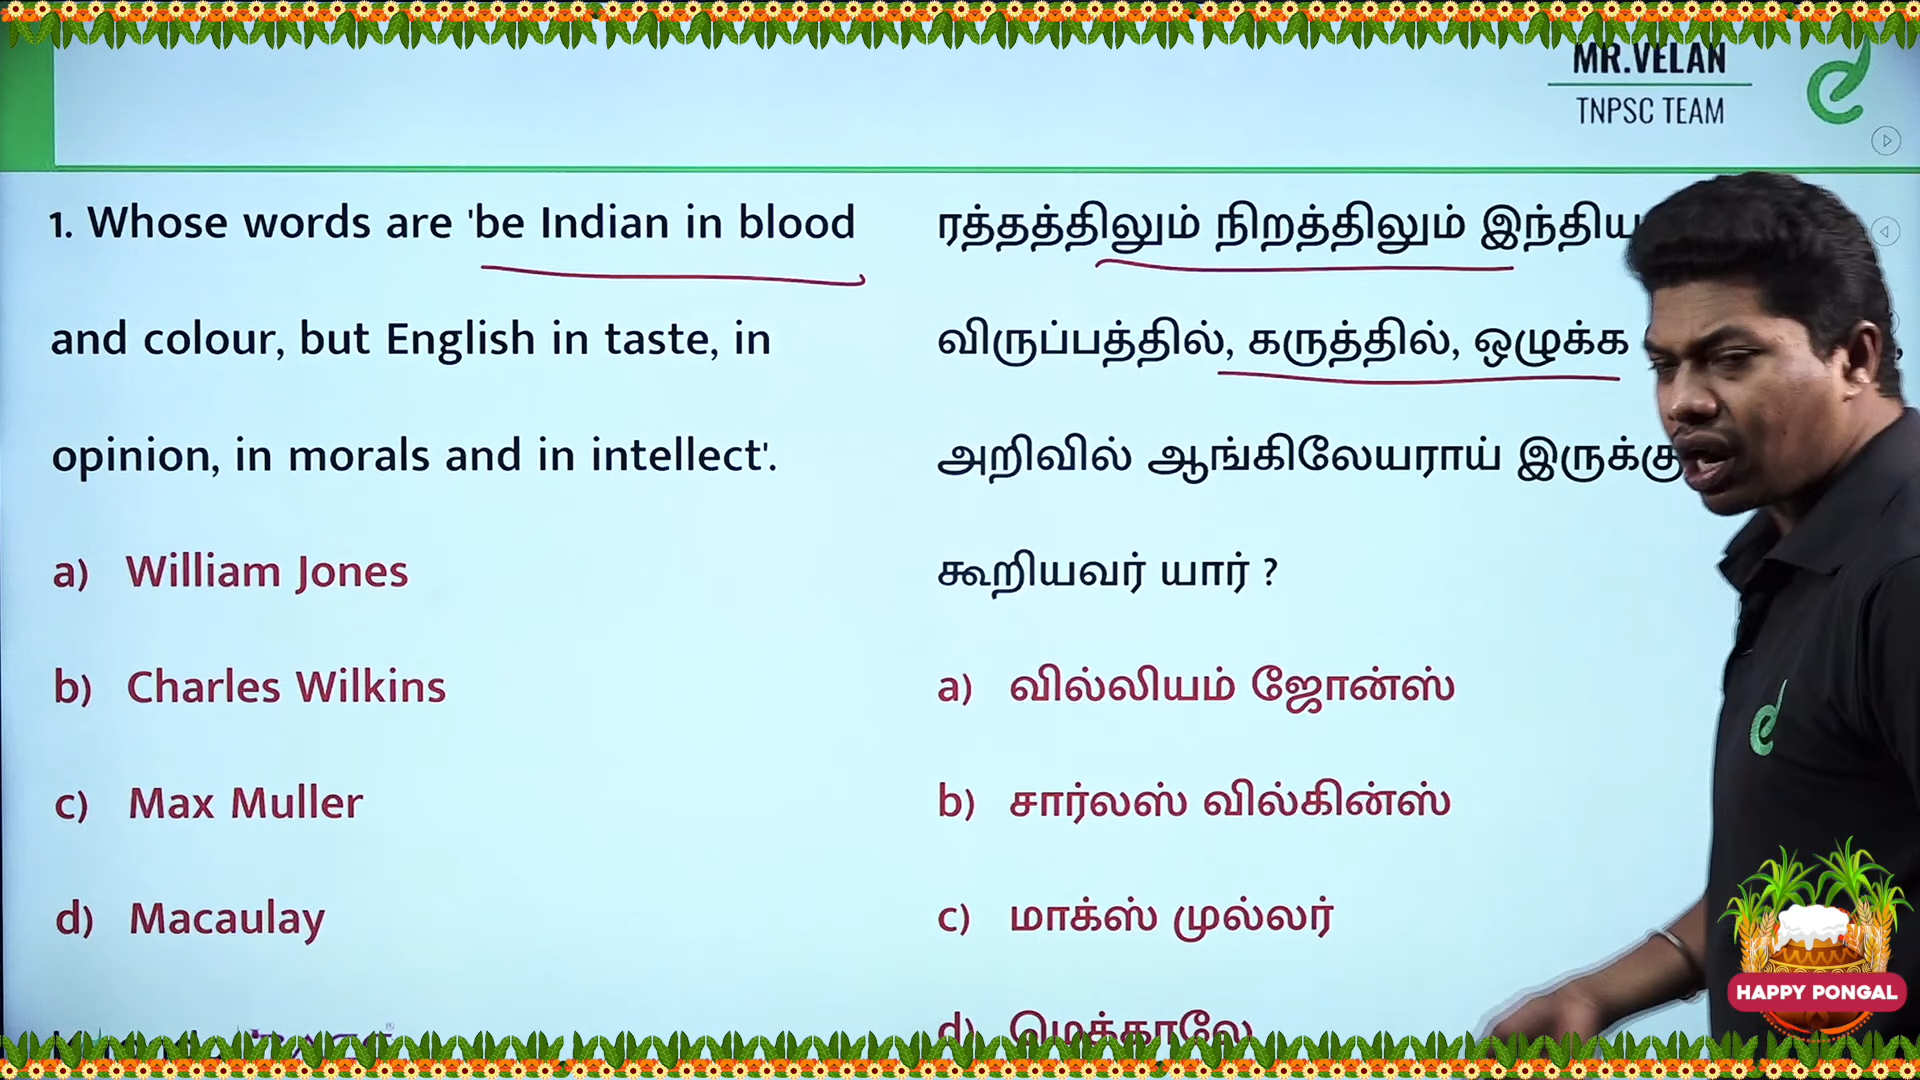 MR.VELAN
TNPSC TEAM
1. Whose words are 'be Indian in blood
and colour, but English in taste, in
opinion, in morals and in intellect'.
a) William Jones
b) Charles Wilkins
c) Max Muller
d) Macaulay
ரத்தத்திலும் நிறத்திலும்
விருப்பத்தில், கருத்தில், ஒழுக்க
அறிவில் ஆங்கிலேயராய்
கூறியவர் யார் ?
a) வில்லியம் ஜோன்ஸ்
b) சார்லஸ் வில்கின்ஸ்
c) மாக்ஸ் முல்லர்
d) மெக்காலே
HAPPY PONGAL